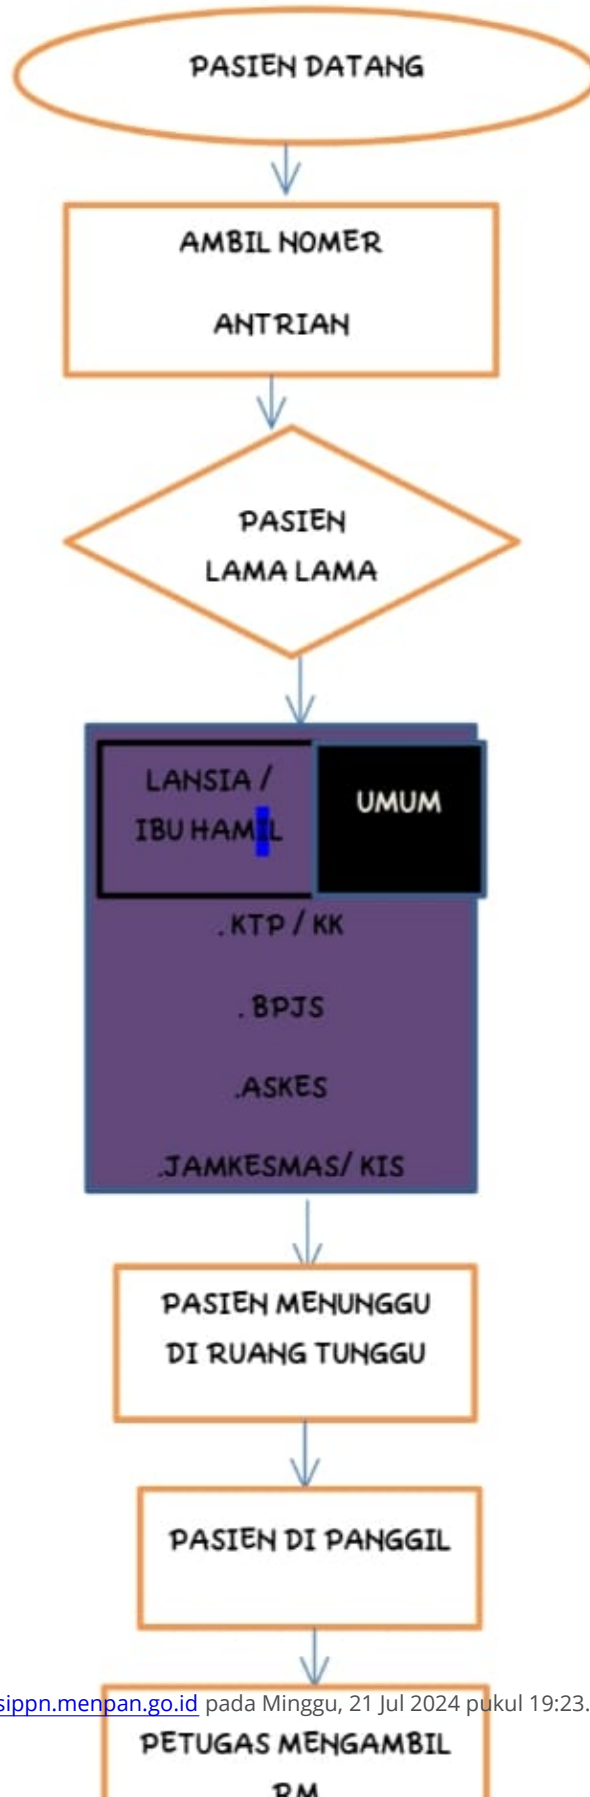 PASIEN DATANG
AMBIL NOMER
ANTRIAN
PASIEN
LAMA LAMA
LANSIA /
IBU HAMIL
UMUM
. KTP / KK
. BPJS
.ASKES
.JAMKESMAS/ KIS
PASIEN MENUNGGU
DI RUANG TUNGGU
PASIEN DI PANGGIL
sippn.menpan.go.id pada Minggu, 21 Jul 2024 pukul 19:23.
PETUGAS MENGAMBIL
RM